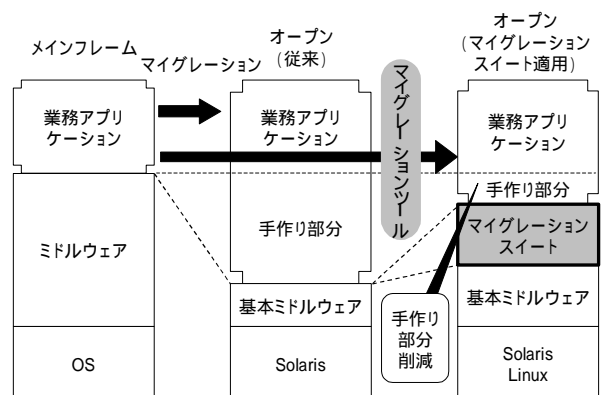 メインフレーム
業務アプリ
ケーション
ミドルウェア
OS
マイグレーション
オープン
(従来)
業務アプリ
ケーション
手作り部分
基本ミドルウェア
Solaris
マイグレーションツール
オープン
(マイグレーション
スイート適用)
業務アプリ
ケーション
手作り部分
マイグレーション
スイート
基本ミドルウェア
Solaris
Linux
手作り
部分
削減